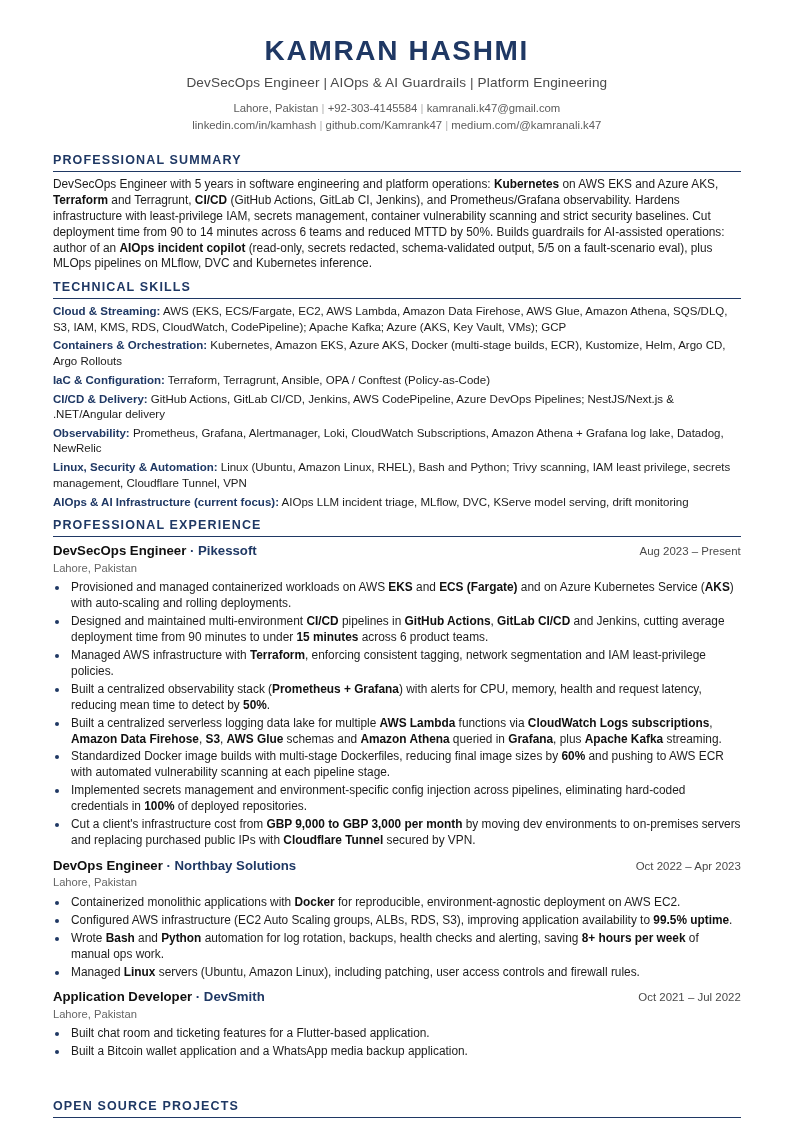 KAMRAN HASHMI
DevSecOps Engineer | AIOps & AI Guardrails | Platform Engineering
Lahore, Pakistan | +92-303-4145584 | kamranali.k47@gmail.com
linkedin.com/in/kamhash | github.com/Kamrank47 | medium.com/@kamranali.k47
PROFESSIONAL SUMMARY
DevSecOps Engineer with 5 years in software engineering and platform operations: Kubernetes on AWS EKS and Azure AKS,
Terraform and Terragrunt, CI/CD (GitHub Actions, GitLab CI, Jenkins), and Prometheus/Grafana observability. Hardens
infrastructure with least-privilege IAM, secrets management, container vulnerability scanning and strict security baselines. Cut
deployment time from 90 to 14 minutes across 6 teams and reduced MTTD by 50%. Builds guardrails for AI-assisted operations:
author of an AIOps incident copilot (read-only, secrets redacted, schema-validated output, 5/5 on a fault-scenario eval), plus
MLOps pipelines on MLflow, DVC and Kubernetes inference.
TECHNICAL SKILLS
Cloud & Streaming: AWS (EKS, ECS/Fargate, EC2, AWS Lambda, Amazon Data Firehose, AWS Glue, Amazon Athena, SQS/DLQ,
S3, IAM, KMS, RDS, CloudWatch, CodePipeline); Apache Kafka; Azure (AKS, Key Vault, VMs); GCP
Containers & Orchestration: Kubernetes, Amazon EKS, Azure AKS, Docker (multi-stage builds, ECR), Kustomize, Helm, Argo CD,
Argo Rollouts
IaC & Configuration: Terraform, Terragrunt, Ansible, OPA / Conftest (Policy-as-Code)
CI/CD & Delivery: GitHub Actions, GitLab CI/CD, Jenkins, AWS CodePipeline, Azure DevOps Pipelines; NestJS/Next.js &
.NET/Angular delivery
Observability: Prometheus, Grafana, Alertmanager, Loki, CloudWatch Subscriptions, Amazon Athena + Grafana log lake, Datadog,
NewRelic
Linux, Security & Automation: Linux (Ubuntu, Amazon Linux, RHEL), Bash and Python; Trivy scanning, IAM least privilege, secrets
management, Cloudflare Tunnel, VPN
AIOps & AI Infrastructure (current focus): AIOps LLM incident triage, MLflow, DVC, KServe model serving, drift monitoring
PROFESSIONAL EXPERIENCE
DevSecOps Engineer · Pikessoft Aug 2023 – Present
Lahore, Pakistan
• Provisioned and managed containerized workloads on AWS EKS and ECS (Fargate) and on Azure Kubernetes Service (AKS)
with auto-scaling and rolling deployments.
• Designed and maintained multi-environment CI/CD pipelines in GitHub Actions, GitLab CI/CD and Jenkins, cutting average
deployment time from 90 minutes to under 15 minutes across 6 product teams.
• Managed AWS infrastructure with Terraform, enforcing consistent tagging, network segmentation and IAM least-privilege
policies.
• Built a centralized observability stack (Prometheus + Grafana) with alerts for CPU, memory, health and request latency,
reducing mean time to detect by 50%.
• Built a centralized serverless logging data lake for multiple AWS Lambda functions via CloudWatch Logs subscriptions,
Amazon Data Firehose, S3, AWS Glue schemas and Amazon Athena queried in Grafana, plus Apache Kafka streaming.
• Standardized Docker image builds with multi-stage Dockerfiles, reducing final image sizes by 60% and pushing to AWS ECR
with automated vulnerability scanning at each pipeline stage.
• Implemented secrets management and environment-specific config injection across pipelines, eliminating hard-coded
credentials in 100% of deployed repositories.
• Cut a client's infrastructure cost from GBP 9,000 to GBP 3,000 per month by moving dev environments to on-premises servers
and replacing purchased public IPs with Cloudflare Tunnel secured by VPN.
DevOps Engineer · Northbay Solutions Oct 2022 – Apr 2023
Lahore, Pakistan
• Containerized monolithic applications with Docker for reproducible, environment-agnostic deployment on AWS EC2.
• Configured AWS infrastructure (EC2 Auto Scaling groups, ALBs, RDS, S3), improving application availability to 99.5% uptime.
• Wrote Bash and Python automation for log rotation, backups, health checks and alerting, saving 8+ hours per week of
manual ops work.
• Managed Linux servers (Ubuntu, Amazon Linux), including patching, user access controls and firewall rules.
Application Developer · DevSmith Oct 2021 – Jul 2022
Lahore, Pakistan
• Built chat room and ticketing features for a Flutter-based application.
• Built a Bitcoin wallet application and a WhatsApp media backup application.
OPEN SOURCE PROJECTS